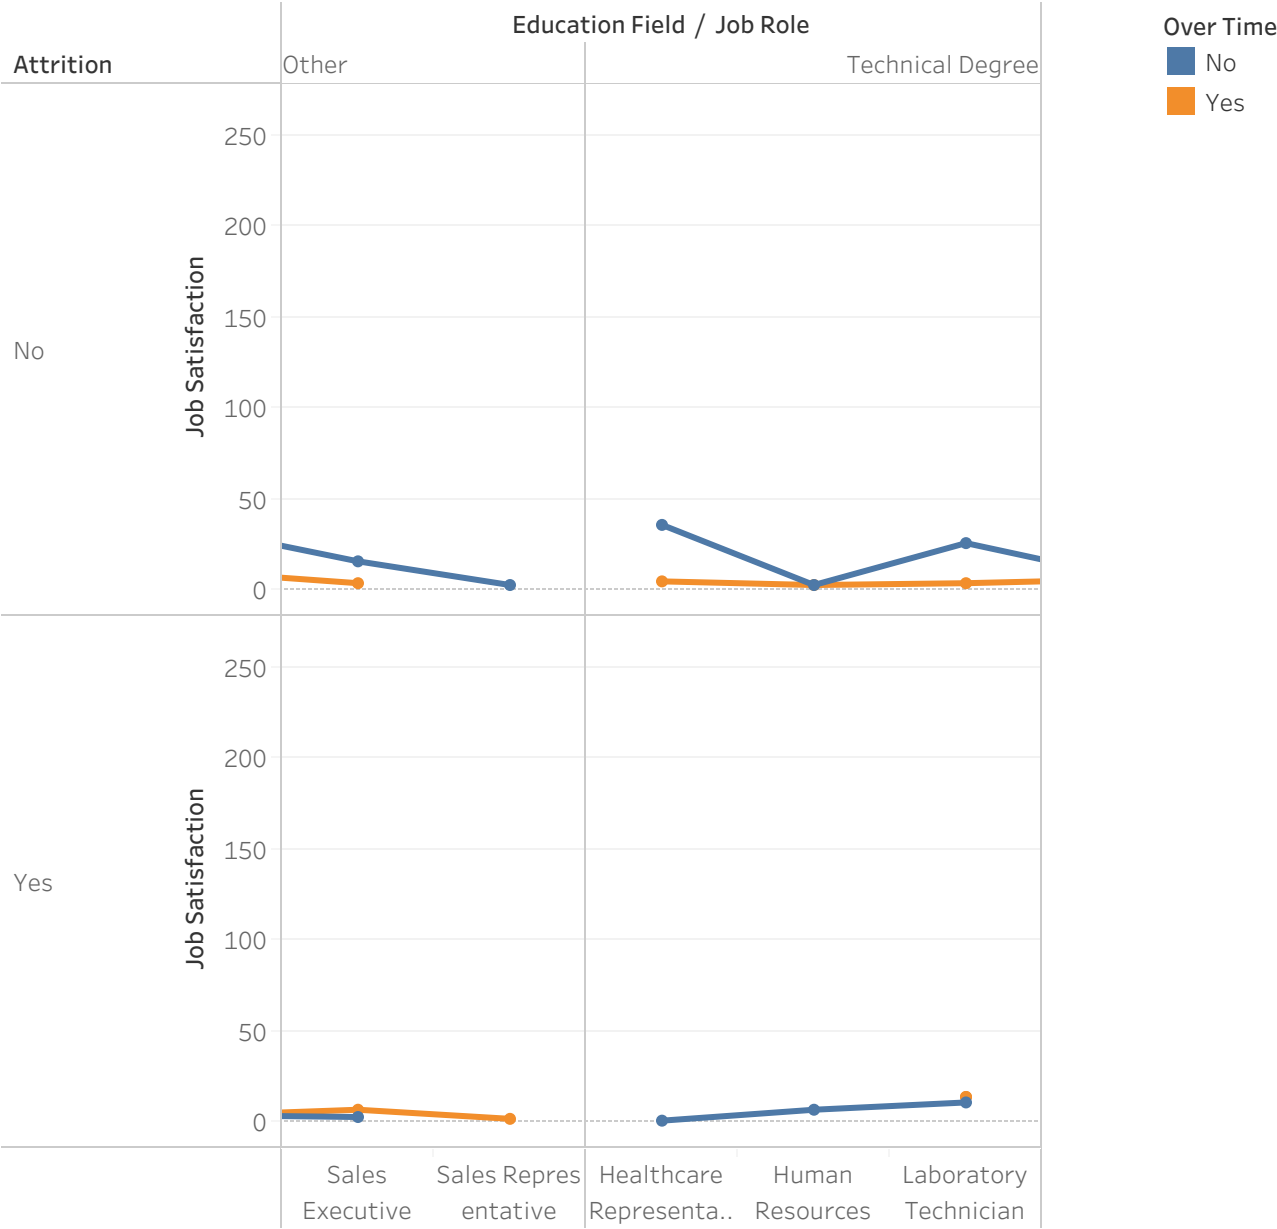 Education Field / Job Role
Attrition
Other
Technical Degree
Over Time
No
Yes
No
Job Satisfaction
250
200
150
100
50
0
Yes
Job Satisfaction
250
200
150
100
50
0
Sales
Executive
Sales Repres
entative
Healthcare
Representa..
Human
Resources
Laboratory
Technician